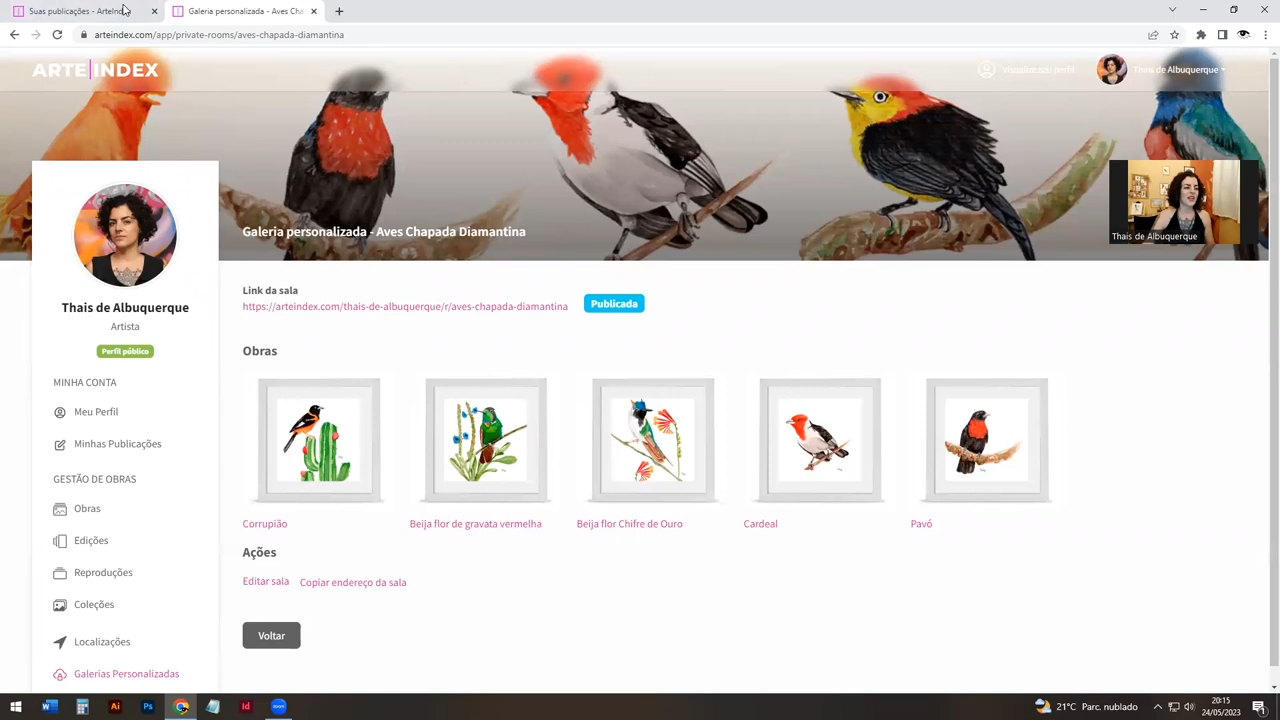 Suas publicações - ArteInd
Galeria personalizada - Aves Cha
arteindex.com/app/private-rooms/aves-chapada-diamantina
ARTE INDEX
Visualizar seu perfil
Thais de Albuquerque
Galeria personalizada - Aves Chapada Diamantina
Thais de Albuquerque
Thais de Albuquerque
Artista
Perfil público
MINHA CONTA
Meu Perfil
Minhas Publicações
GESTÃO DE OBRAS
Obras
Edições
Reproduções
Coleções
Localizações
Galerias Personalizadas
Link da sala
https://arteindex.com/thais-de-albuquerque/r/aves-chapada-diamantina
Publicada
Obras
Corrupião
Beija flor de gravata vermelha
Beija flor Chifre de Ouro
Cardeal
Pavó
Ações
Editar sala
Copiar endereço da sala
Voltar
21°C Parc. nublado
20:15
24/05/2023